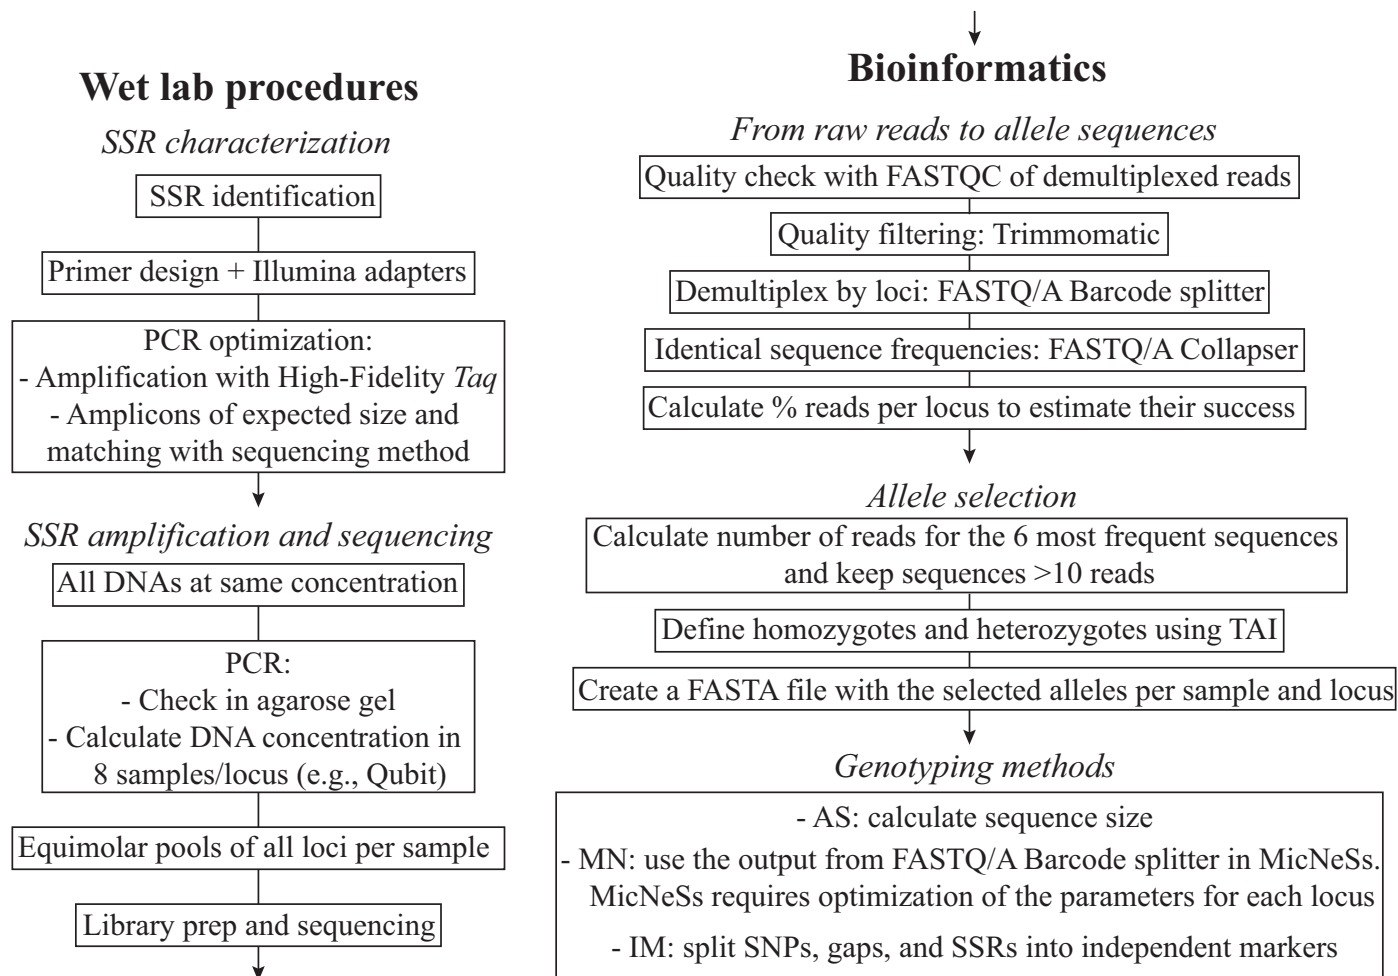 Wet lab procedures
SSR characterization
SSR identification
Primer design + Illumina adapters
PCR optimization:
- Amplification with High-Fidelity Taq
- Amplicons of expected size and
matching with sequencing method
SSR amplification and sequencing
All DNAs at same concentration
PCR:
- Check in agarose gel
- Calculate DNA concentration in
8 samples/locus (e.g., Qubit)
Equimolar pools of all loci per sample
Library prep and sequencing
Bioinformatics
From raw reads to allele sequences
Quality check with FASTQC of demultiplexed reads
Quality filtering: Trimmomatic
Demultiplex by loci: FASTQ/A Barcode splitter
Identical sequence frequencies: FASTQ/A Collapser
Calculate % reads per locus to estimate their success
Allele selection
Calculate number of reads for the 6 most frequent sequences
and keep sequences >10 reads
Define homozygotes and heterozygotes using TAI
Create a FASTA file with the selected alleles per sample and locus
Genotyping methods
- AS: calculate sequence size
- MN: use the output from FASTQ/A Barcode splitter in MicNeSs.
MicNeSs requires optimization of the parameters for each locus
- IM: split SNPs, gaps, and SSRs into independent markers